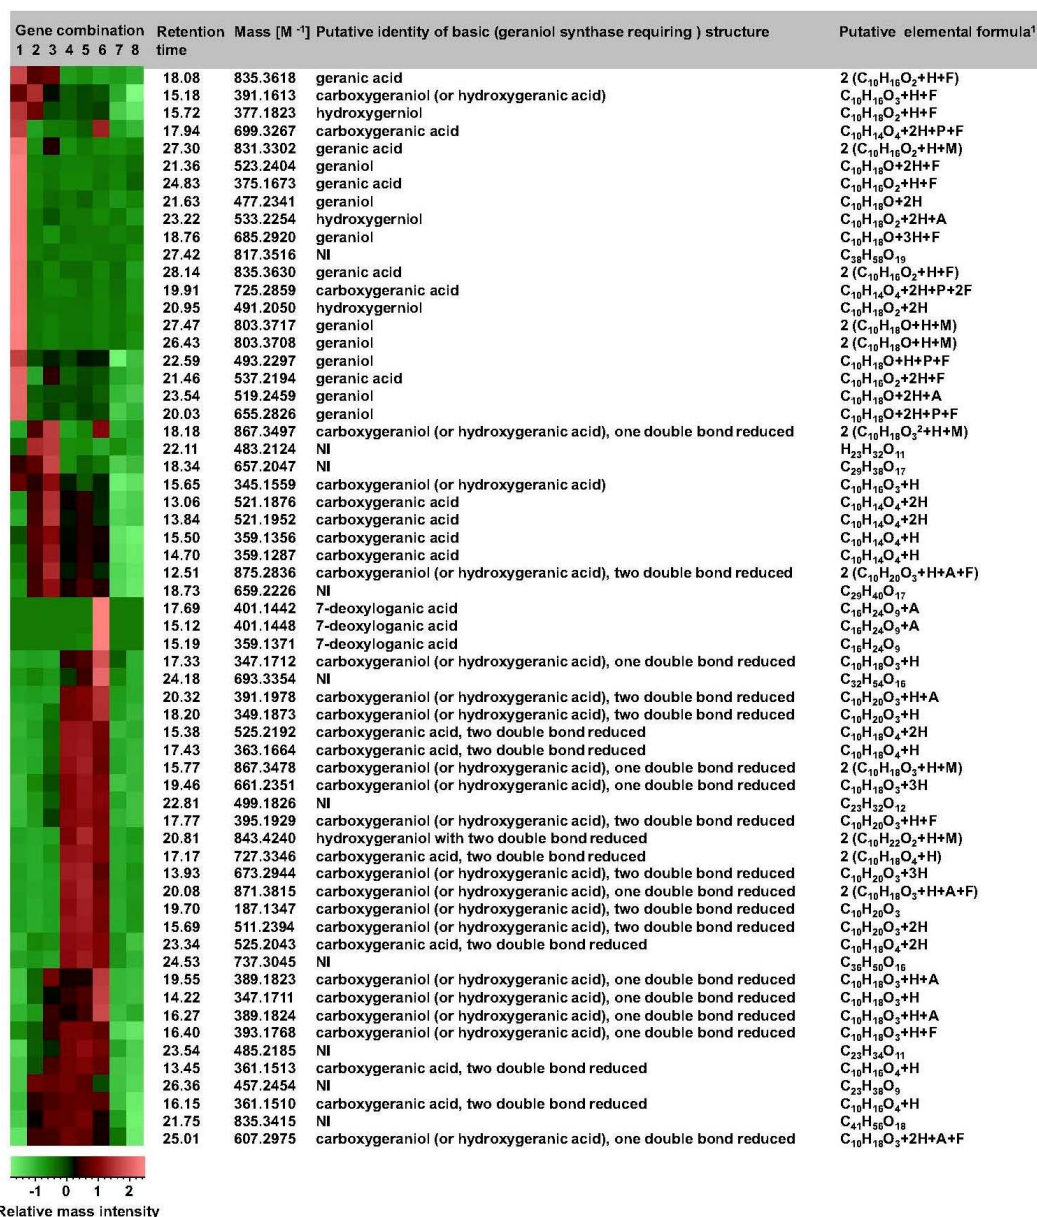 Gene combination Retention Mass [M -1] Putative identity of basic (geraniol synthase requiring ) structure Putative elemental formula1
1 2 3 4 5 6 7 8 time
18.08 835.3618 geranic acid 2 (C10H16O2+H+F)
15.18 391.1613 carboxygeraniol (or hydroxygeranic acid) C10H16O3+H+F
15.72 377.1823 hydroxygerniol C10H18O2+H+F
17.94 699.3267 carboxygeranic acid C10H14O4+2H+P+F
27.30 831.3302 geranic acid 2 (C10H16O2+H+M)
21.36 523.2404 geraniol C10H18O+2H+F
24.83 375.1673 geranic acid C10H16O2+H+F
21.63 477.2341 geraniol C10H18O+2H
23.22 533.2254 hydroxygerniol C10H18O2+2H+A
18.76 685.2920 geraniol C10H18O+3H+F
27.42 817.3516 NI C38H58O19
28.14 835.3630 geranic acid 2 (C10H16O2+H+F)
19.91 725.2859 carboxygeranic acid C10H14O4+2H+P+2F
20.95 491.2050 hydroxygerniol C10H18O2+2H
27.47 803.3717 geraniol 2 (C10H18O+H+M)
26.43 803.3708 geraniol 2 (C10H18O+H+M)
22.59 493.2297 geraniol C10H18O+H+P+F
21.46 537.2194 geranic acid C10H16O2+2H+F
23.54 519.2459 geraniol C10H18O+2H+A
20.03 655.2826 geraniol C10H18O+2H+P+F
18.18 867.3497 carboxygeraniol (or hydroxygeranic acid), one double bond reduced 2 (C10H18O32+H+M)
22.11 483.2124 NI H23H32O11
18.34 657.2047 NI C29H38O17
15.65 345.1559 carboxygeraniol (or hydroxygeranic acid) C10H16O3+H
13.06 521.1876 carboxygeranic acid C10H14O4+2H
13.84 521.1952 carboxygeranic acid C10H14O4+2H
15.50 359.1356 carboxygeranic acid C10H14O4+H
14.70 359.1287 carboxygeranic acid C10H14O4+H
12.51 875.2836 carboxygeraniol (or hydroxygeranic acid), two double bond reduced 2 (C10H20O3+H+A+F)
18.73 659.2226 NI C29H40O17
17.69 401.1442 7-deoxyloganic acid C16H24O9+A
15.12 401.1448 7-deoxyloganic acid C16H24O9+A
15.19 359.1371 7-deoxyloganic acid C16H24O9
17.33 347.1712 carboxygeraniol (or hydroxygeranic acid), one double bond reduced C10H18O3+H
24.18 693.3354 NI C32H54O16
20.32 391.1978 carboxygeraniol (or hydroxygeranic acid), two double bond reduced C10H20O3+H+A
18.20 349.1873 carboxygeraniol (or hydroxygeranic acid), two double bond reduced C10H20O3+H
15.38 525.2192 carboxygeranic acid, two double bond reduced C10H18O4+2H
17.43 363.1664 carboxygeranic acid, two double bond reduced C10H18O4+H
15.77 867.3478 carboxygeraniol (or hydroxygeranic acid), one double bond reduced 2 (C10H18O3+H+M)
19.46 661.2351 carboxygeraniol (or hydroxygeranic acid), one double bond reduced C10H18O3+3H
22.81 499.1826 NI C23H32O12
17.77 395.1929 carboxygeraniol (or hydroxygeranic acid), two double bond reduced C10H20O3+H+F
20.81 843.4240 hydroxygeraniol with two double bond reduced 2 (C10H22O2+H+M)
17.17 727.3346 carboxygeranic acid, two double bond reduced 2 (C10H18O4+H)
13.93 673.2944 carboxygeraniol (or hydroxygeranic acid), two double bond reduced C10H20O3+3H
20.08 871.3815 carboxygeraniol (or hydroxygeranic acid), one double bond reduced 2 (C10H18O3+H+A+F)
19.70 187.1347 carboxygeraniol (or hydroxygeranic acid), two double bond reduced C10H20O3
15.69 511.2394 carboxygeraniol (or hydroxygeranic acid), two double bond reduced C10H20O3+2H
23.34 525.2043 carboxygeranic acid, two double bond reduced C10H18O4+2H
24.53 737.3045 NI C36H50O16
19.55 389.1823 carboxygeraniol (or hydroxygeranic acid), one double bond reduced C10H18O3+H+A
14.22 347.1711 carboxygeraniol (or hydroxygeranic acid), one double bond reduced C10H18O3+H
16.27 389.1824 carboxygeraniol (or hydroxygeranic acid), one double bond reduced C10H18O3+H+A
16.40 393.1768 carboxygeraniol (or hydroxygeranic acid), one double bond reduced C10H18O3+H+F
23.54 485.2185 NI C23H34O11
13.45 361.1513 carboxygeranic acid, two double bond reduced C10H16O4+H
26.36 457.2454 NI C23H38O9
16.15 361.1510 carboxygeranic acid, two double bond reduced C10H16O4+H
21.75 835.3415 NI C41H56O18
25.01 607.2975 carboxygeraniol (or hydroxygeranic acid), one double bond reduced C10H18O3+2H+A+F
-1 0 1 2
Relative mass intensity